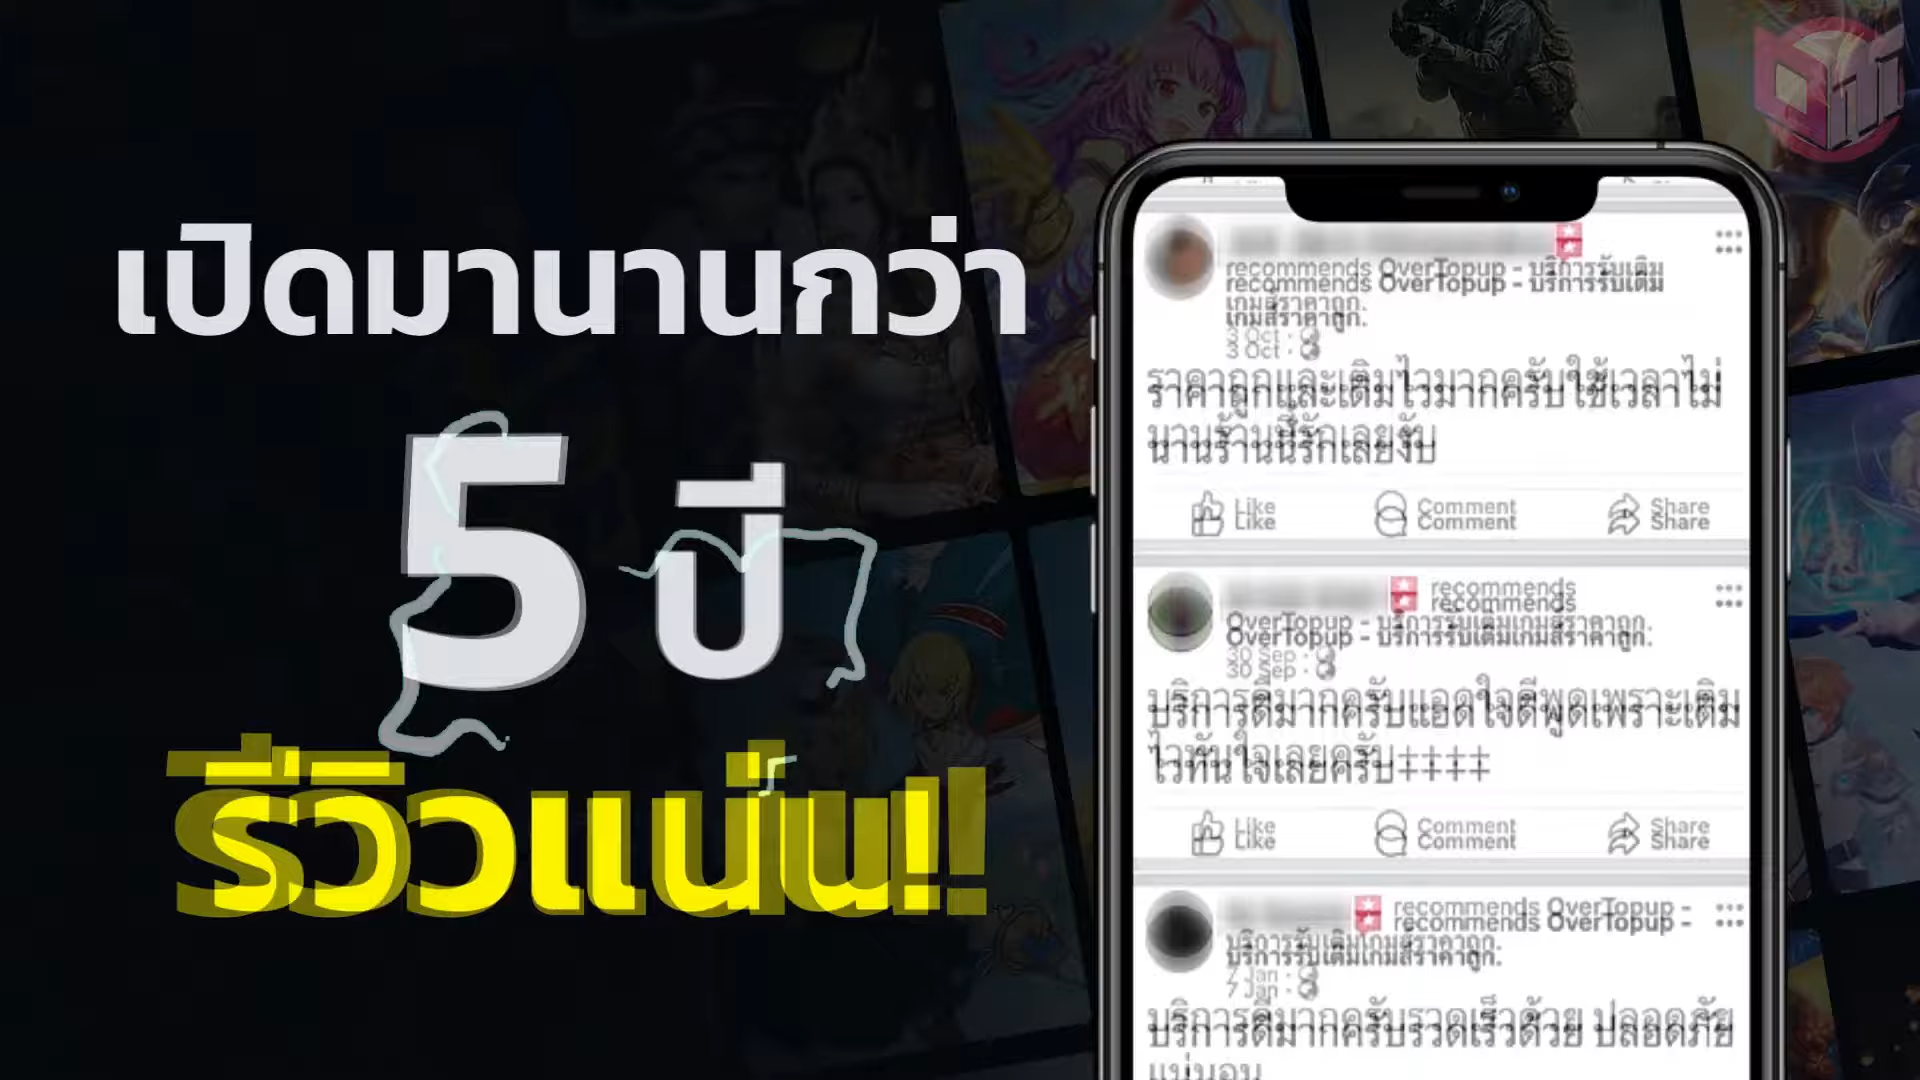 เปิดมานานกว่า
5 ปี
รีวิวแน่น!!
recommends OverTopup - บริการรับเติม
เกมส์ราคาถูก.
3 Oct ·
ราคาถูกและเติมไวมากครับใช้เวลาไม่
นานร้านนี้รักเลยงับ
Like Comment Share
recommends
OverTopup - บริการรับเติมเกมส์ราคาถูก.
30 Sep ·
บริการดีมากครับแอดใจดีพูดเพราะเติม
ไวทันใจเลยครับ++++
Like Comment Share
recommends OverTopup -
บริการรับเติมเกมส์ราคาถูก.
7 Jan ·
บริการดีมากครับรวดเร็วด้วย ปลอดภัย
แน่นอน